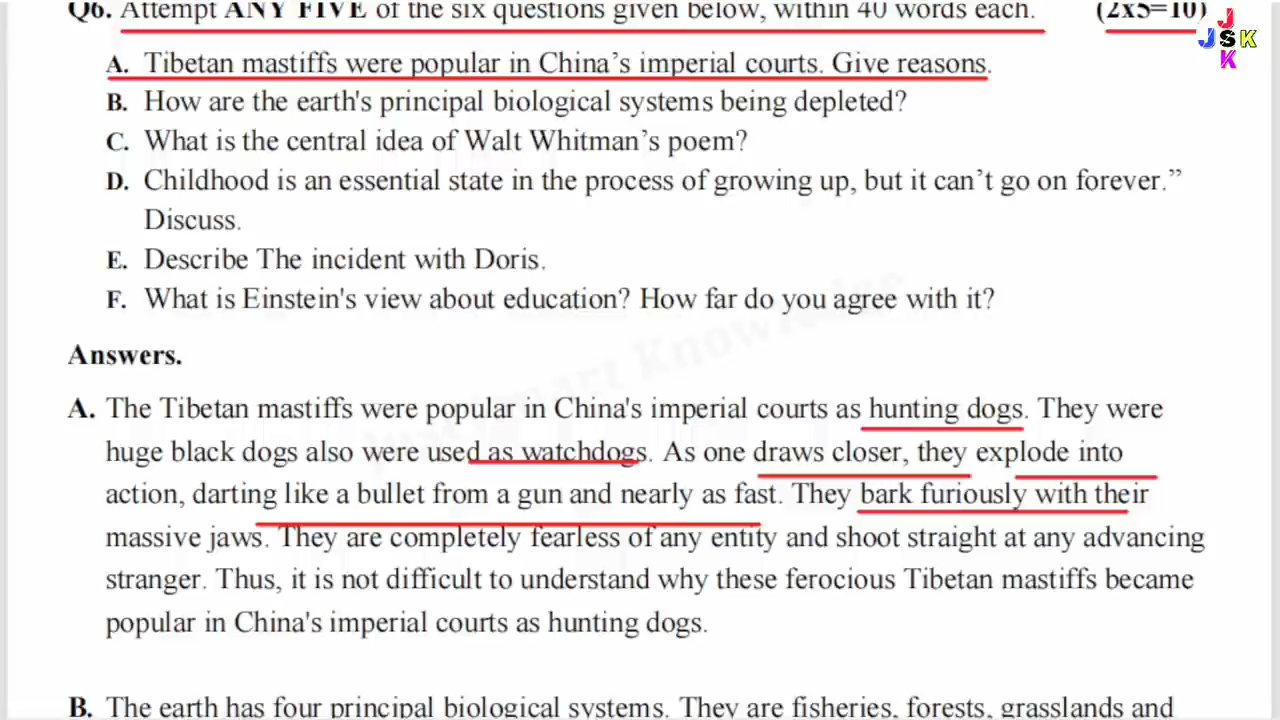 Q6. Attempt ANY FIVE of the six questions given below, within 40 words each. (2x5=10)
J
JSK
K
A. Tibetan mastiffs were popular in China’s imperial courts. Give reasons.
B. How are the earth's principal biological systems being depleted?
C. What is the central idea of Walt Whitman’s poem?
D. Childhood is an essential state in the process of growing up, but it can’t go on forever.”
Discuss.
E. Describe The incident with Doris.
F. What is Einstein's view about education? How far do you agree with it?
Answers.
A. The Tibetan mastiffs were popular in China's imperial courts as hunting dogs. They were
huge black dogs also were used as watchdogs. As one draws closer, they explode into
action, darting like a bullet from a gun and nearly as fast. They bark furiously with their
massive jaws. They are completely fearless of any entity and shoot straight at any advancing
stranger. Thus, it is not difficult to understand why these ferocious Tibetan mastiffs became
popular in China's imperial courts as hunting dogs.
B. The earth has four principal biological systems. They are fisheries, forests, grasslands and